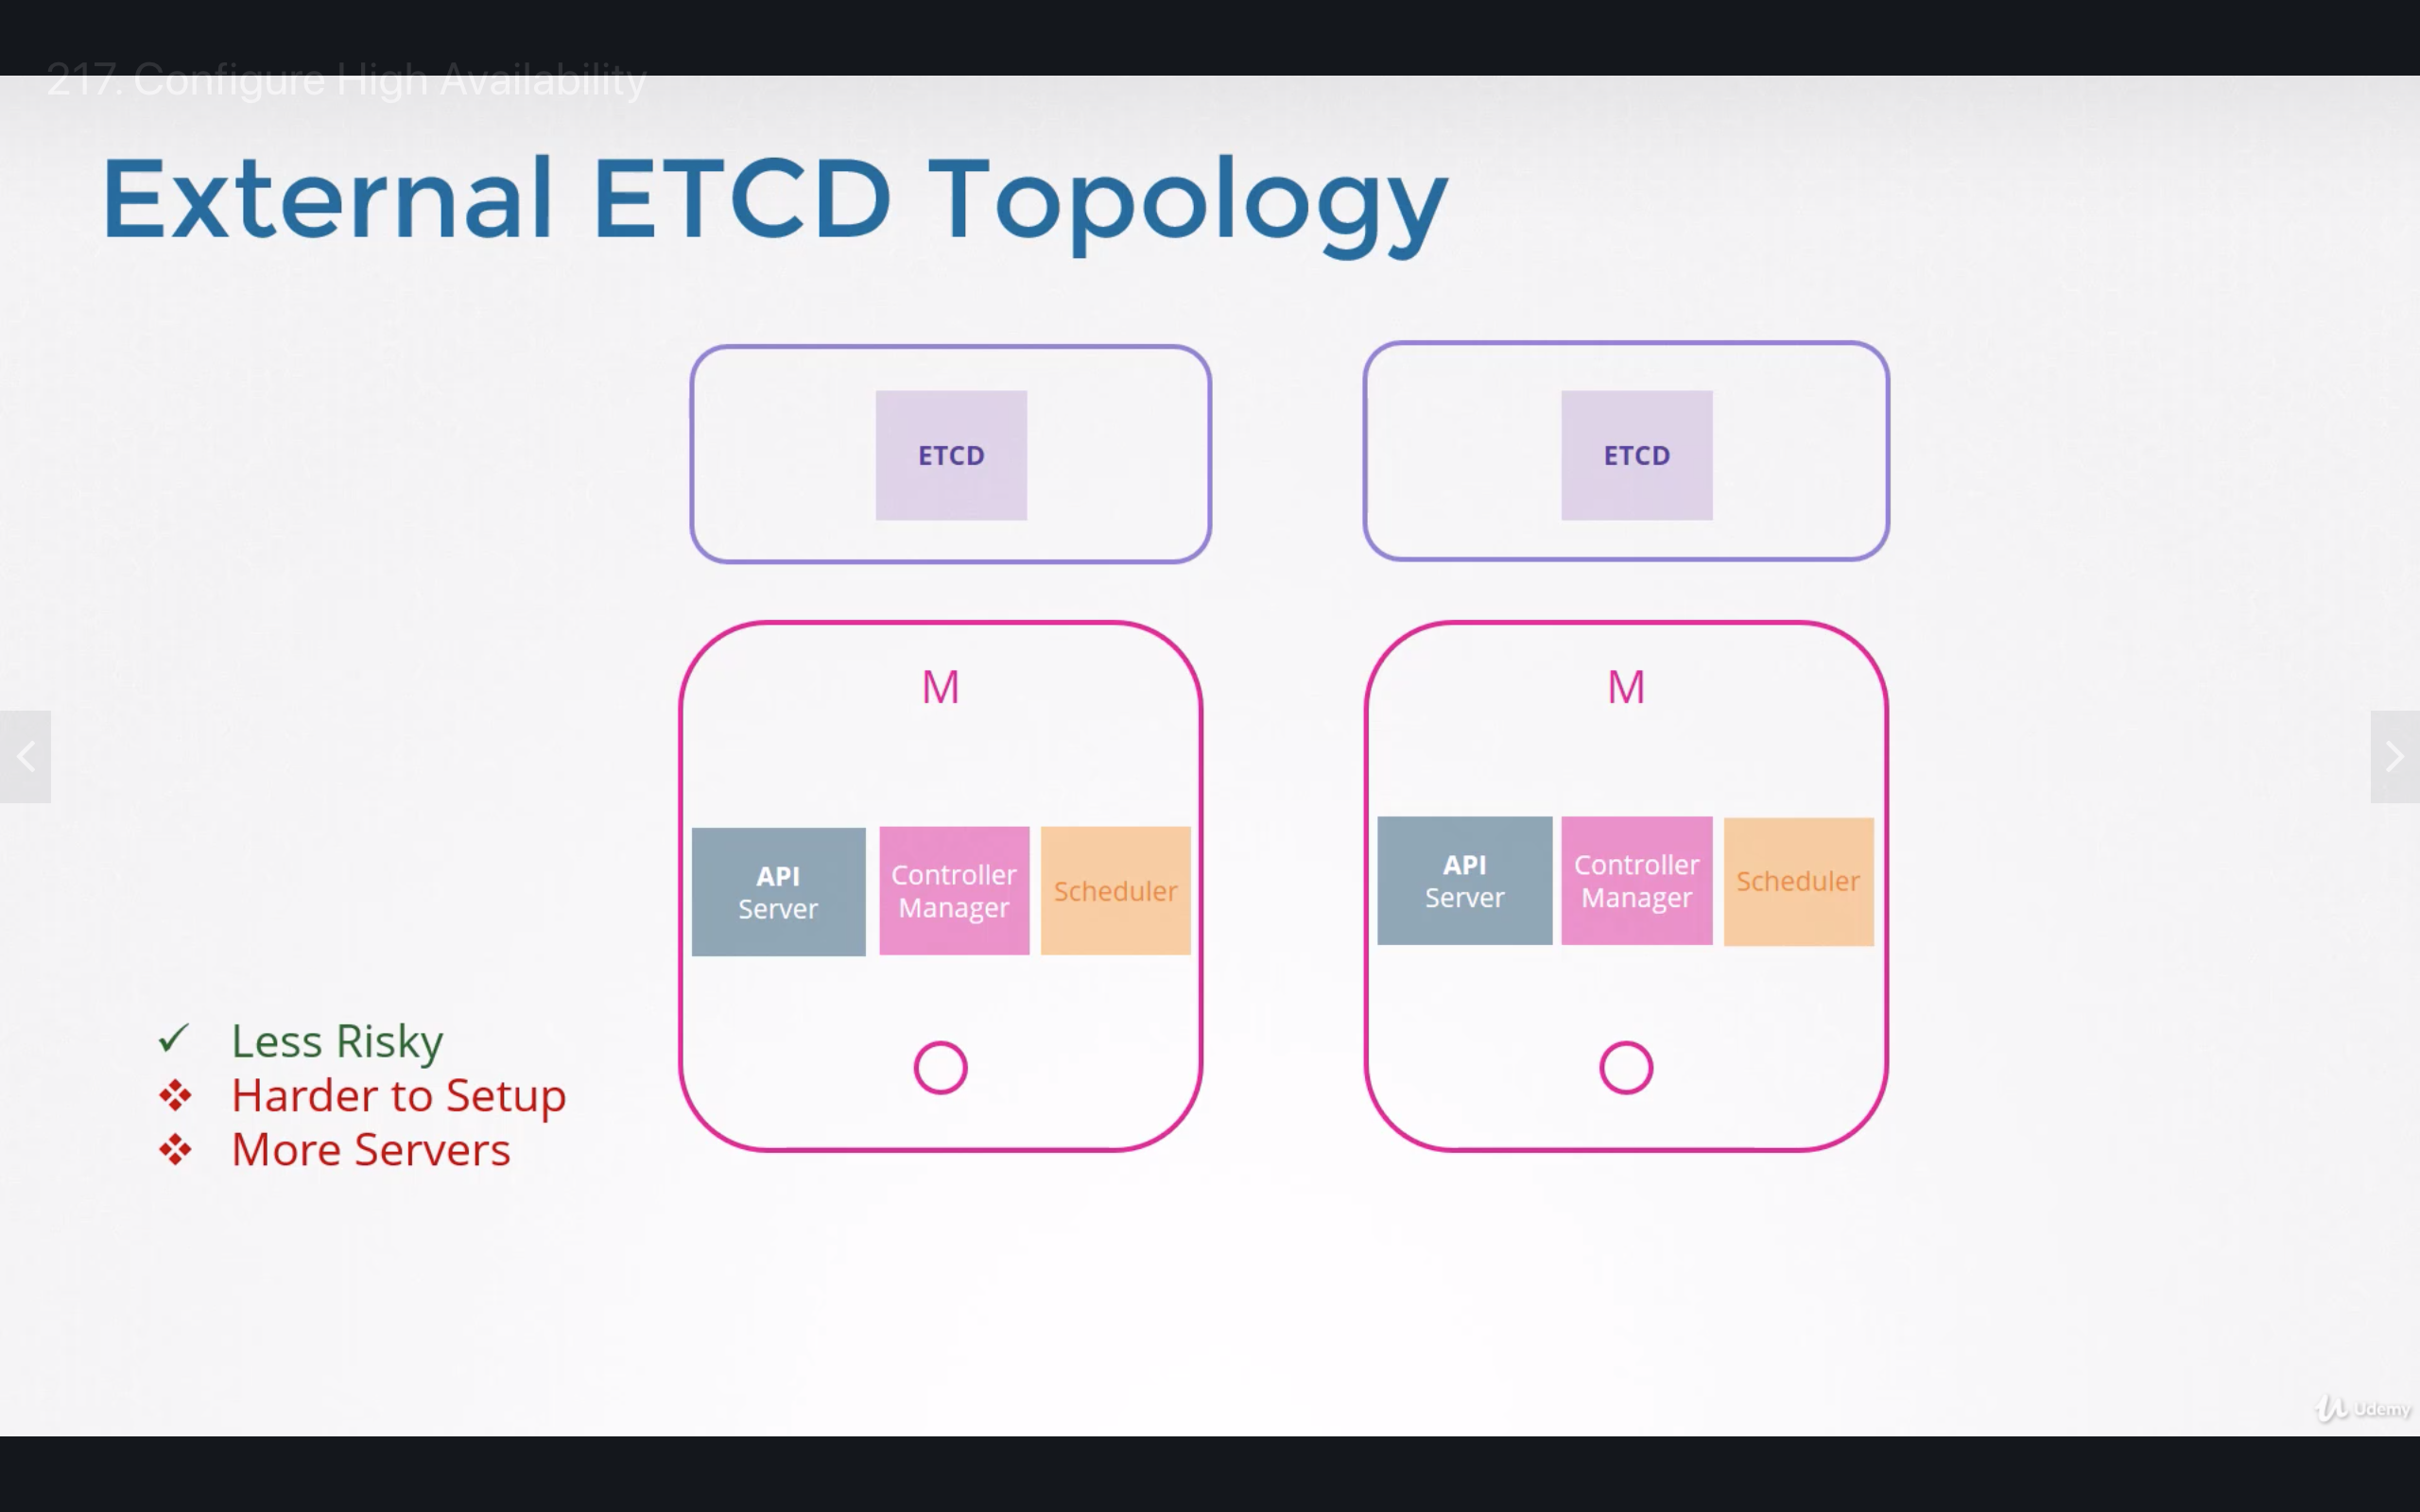 217. Configure High Availability
External ETCD Topology
ETCD
ETCD
M
M
API
Server
Controller
Manager
Scheduler
API
Server
Controller
Manager
Scheduler
Less Risky
Harder to Setup
More Servers
Udemy